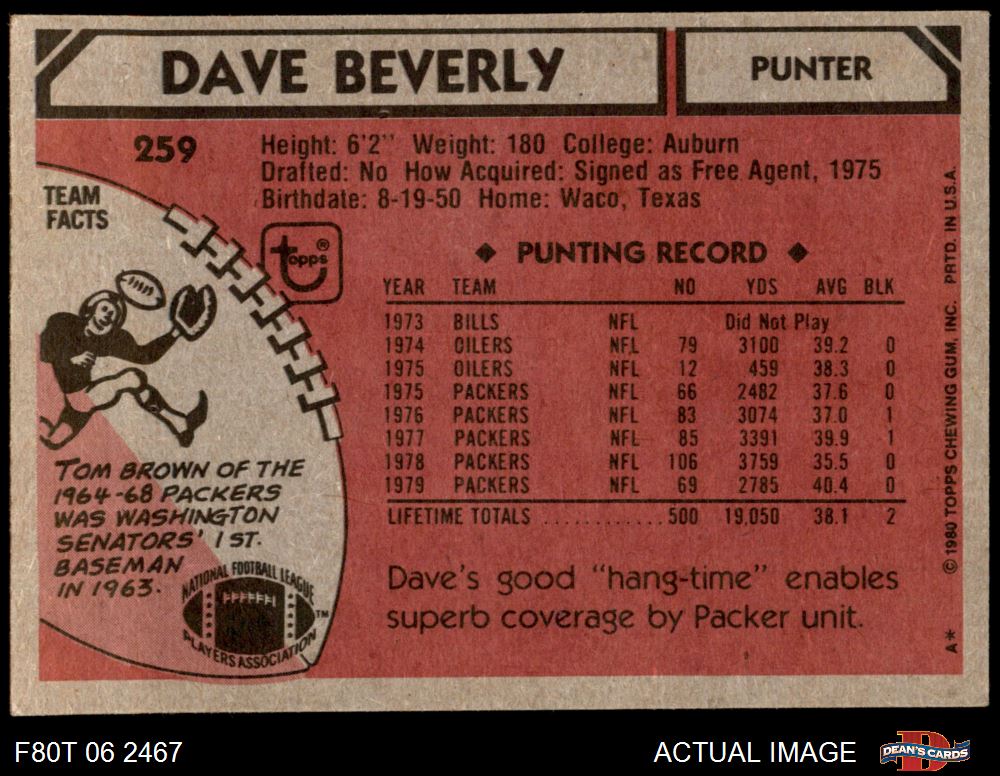 DAVE BEVERLY
PUNTER
259
Height: 6'2" Weight: 180 College: Auburn
Drafted: No How Acquired: Signed as Free Agent, 1975
Birthdate: 8-19-50 Home: Waco, Texas
TEAM
FACTS
topps®
◆ PUNTING RECORD ◆
YEAR TEAM NO YDS AVG BLK
1973 BILLS NFL Did Not Play
1974 OILERS NFL 79 3100 39.2 0
1975 OILERS NFL 12 459 38.3 0
1975 PACKERS NFL 66 2482 37.6 0
1976 PACKERS NFL 83 3074 37.0 1
1977 PACKERS NFL 85 3391 39.9 1
1978 PACKERS NFL 106 3759 35.5 0
1979 PACKERS NFL 69 2785 40.4 0
LIFETIME TOTALS ............ 500 19,050 38.1 2
TOM BROWN OF THE
1964-68 PACKERS
WAS WASHINGTON
SENATORS' 1ST.
BASEMAN
IN 1963.
NATIONAL FOOTBALL LEAGUE
PLAYERS ASSOCIATION
™
Dave's good "hang-time" enables
superb coverage by Packer unit.
A* © 1980 TOPPS CHEWING GUM, INC. PRTD. IN U.S.A.
F80T 06 2467
ACTUAL IMAGE
D
DEAN'S CARDS